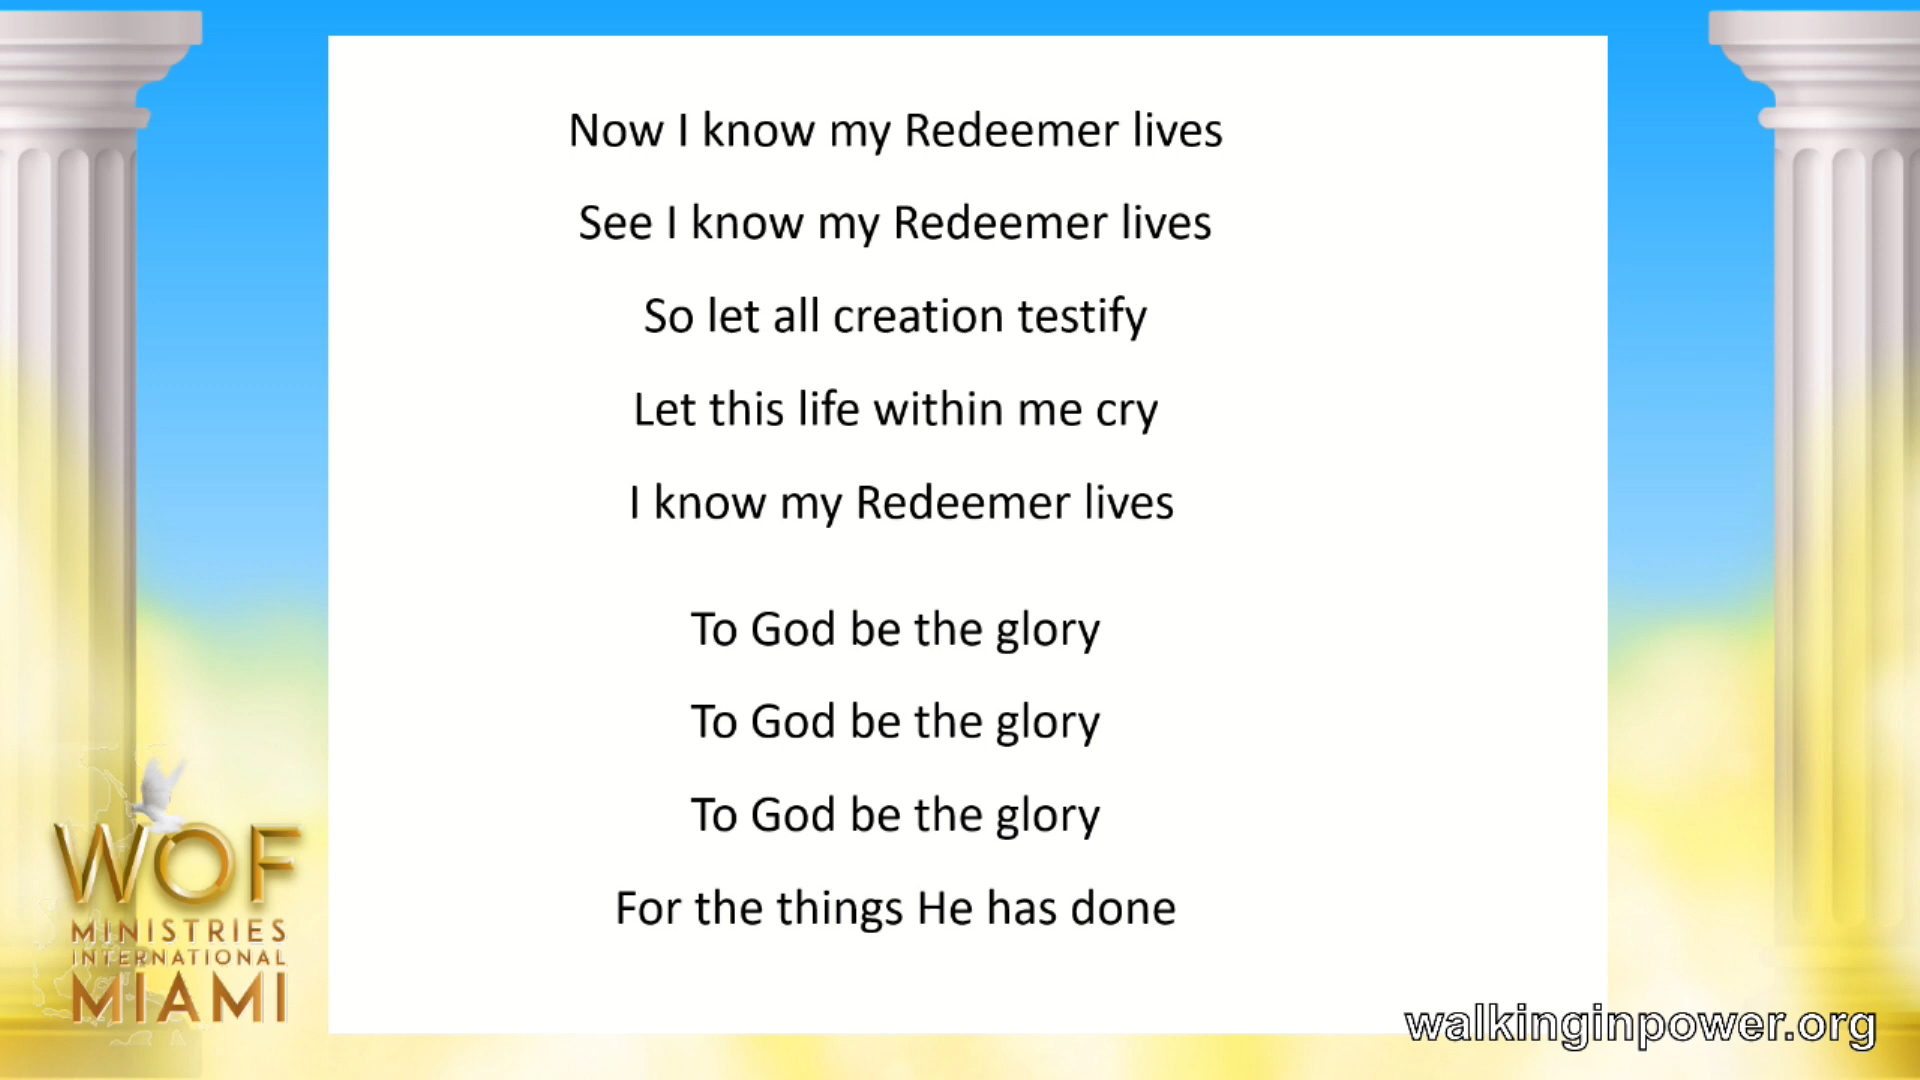 Now I know my Redeemer lives
See I know my Redeemer lives
So let all creation testify
Let this life within me cry
I know my Redeemer lives
To God be the glory
To God be the glory
To God be the glory
For the things He has done
WOF
MINISTRIES
INTERNATIONAL
MIAMI
walkinginpower.org